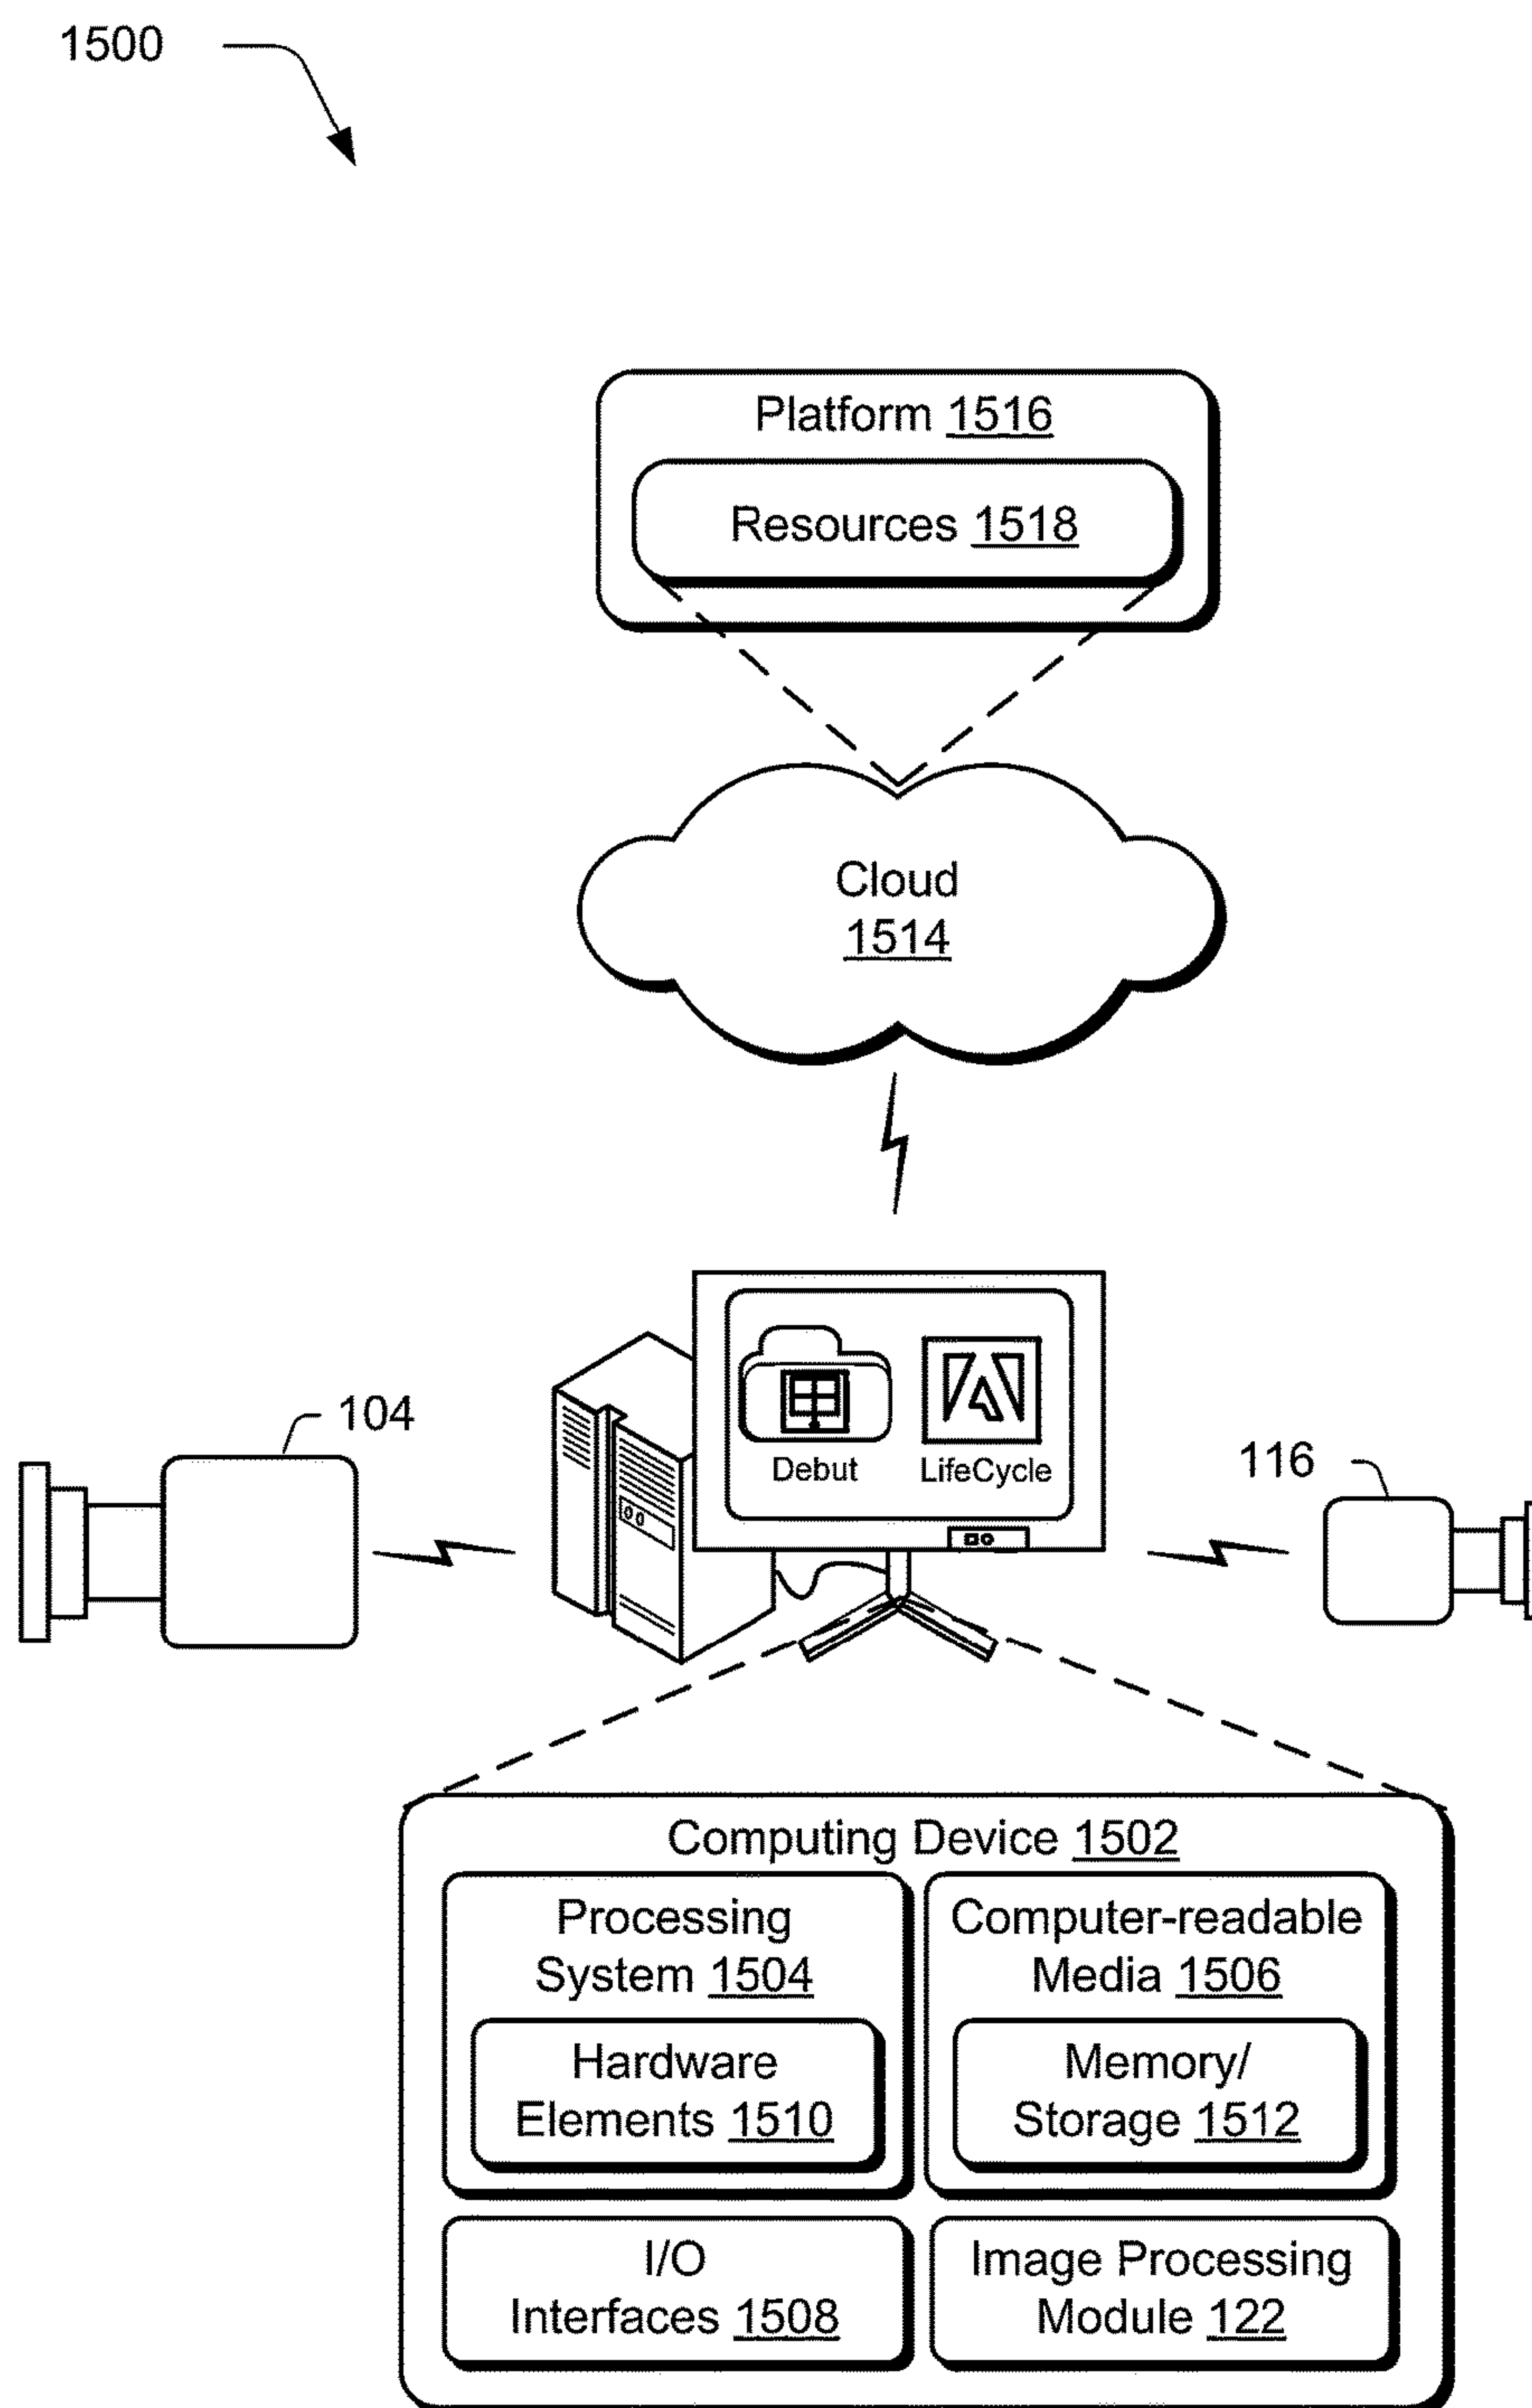 1500
Platform 1516
Resources 1518
Cloud
1514
Debut
LifeCycle
104
116
Computing Device 1502
Processing
System 1504
Hardware
Elements 1510
Computer-readable
Media 1506
Memory/
Storage 1512
I/O
Interfaces 1508
Image Processing
Module 122